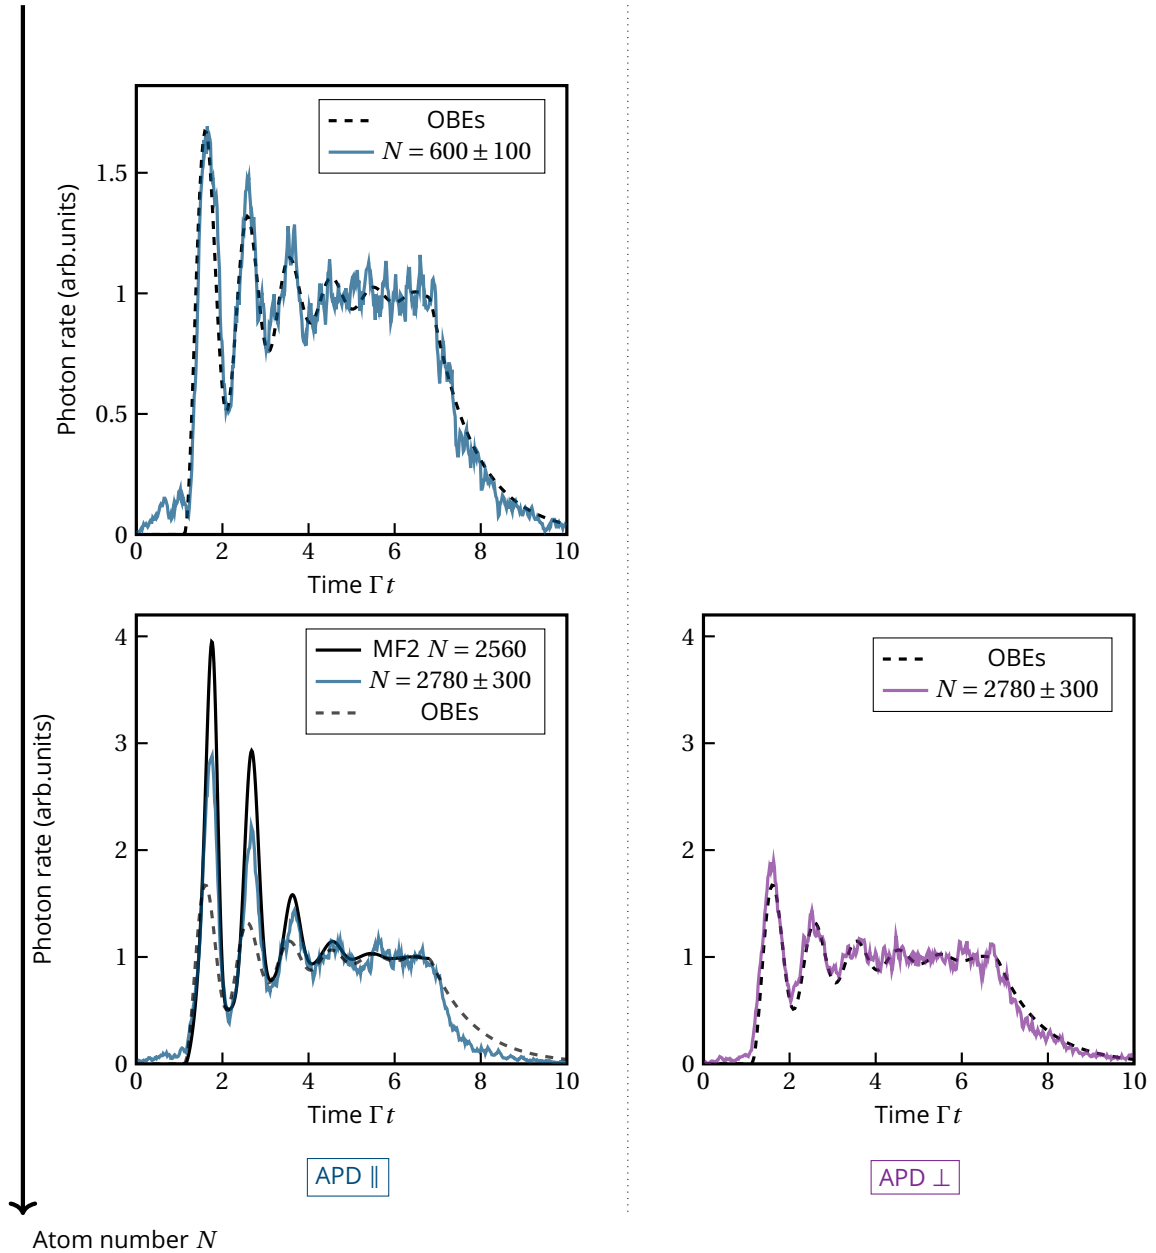 OBEs
N = 600 ± 100
Photon rate (arb.units)
1.5
1
0.5
0
0 2 4 6 8 10
Time Γ t
MF2 N = 2560
N = 2780 ± 300
OBEs
Photon rate (arb.units)
4
3
2
1
0
0 2 4 6 8 10
Time Γ t
APD ∥
OBEs
N = 2780 ± 300
4
3
2
1
0
0 2 4 6 8 10
Time Γ t
APD ⊥
Atom number N